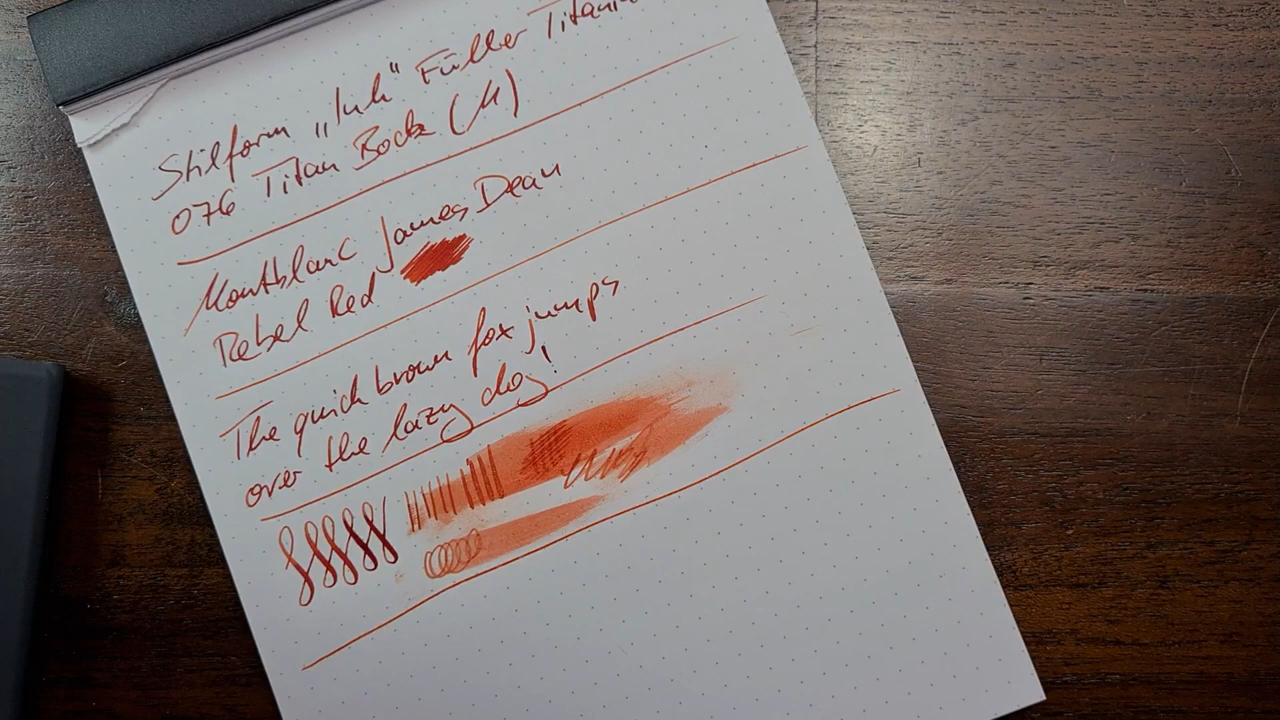 Stilform „Ink“ Füller Titanium
076 Titan Bock (M)
Montblanc James Dean
Rebel Red
The quick brown fox jumps
over the lazy dog!